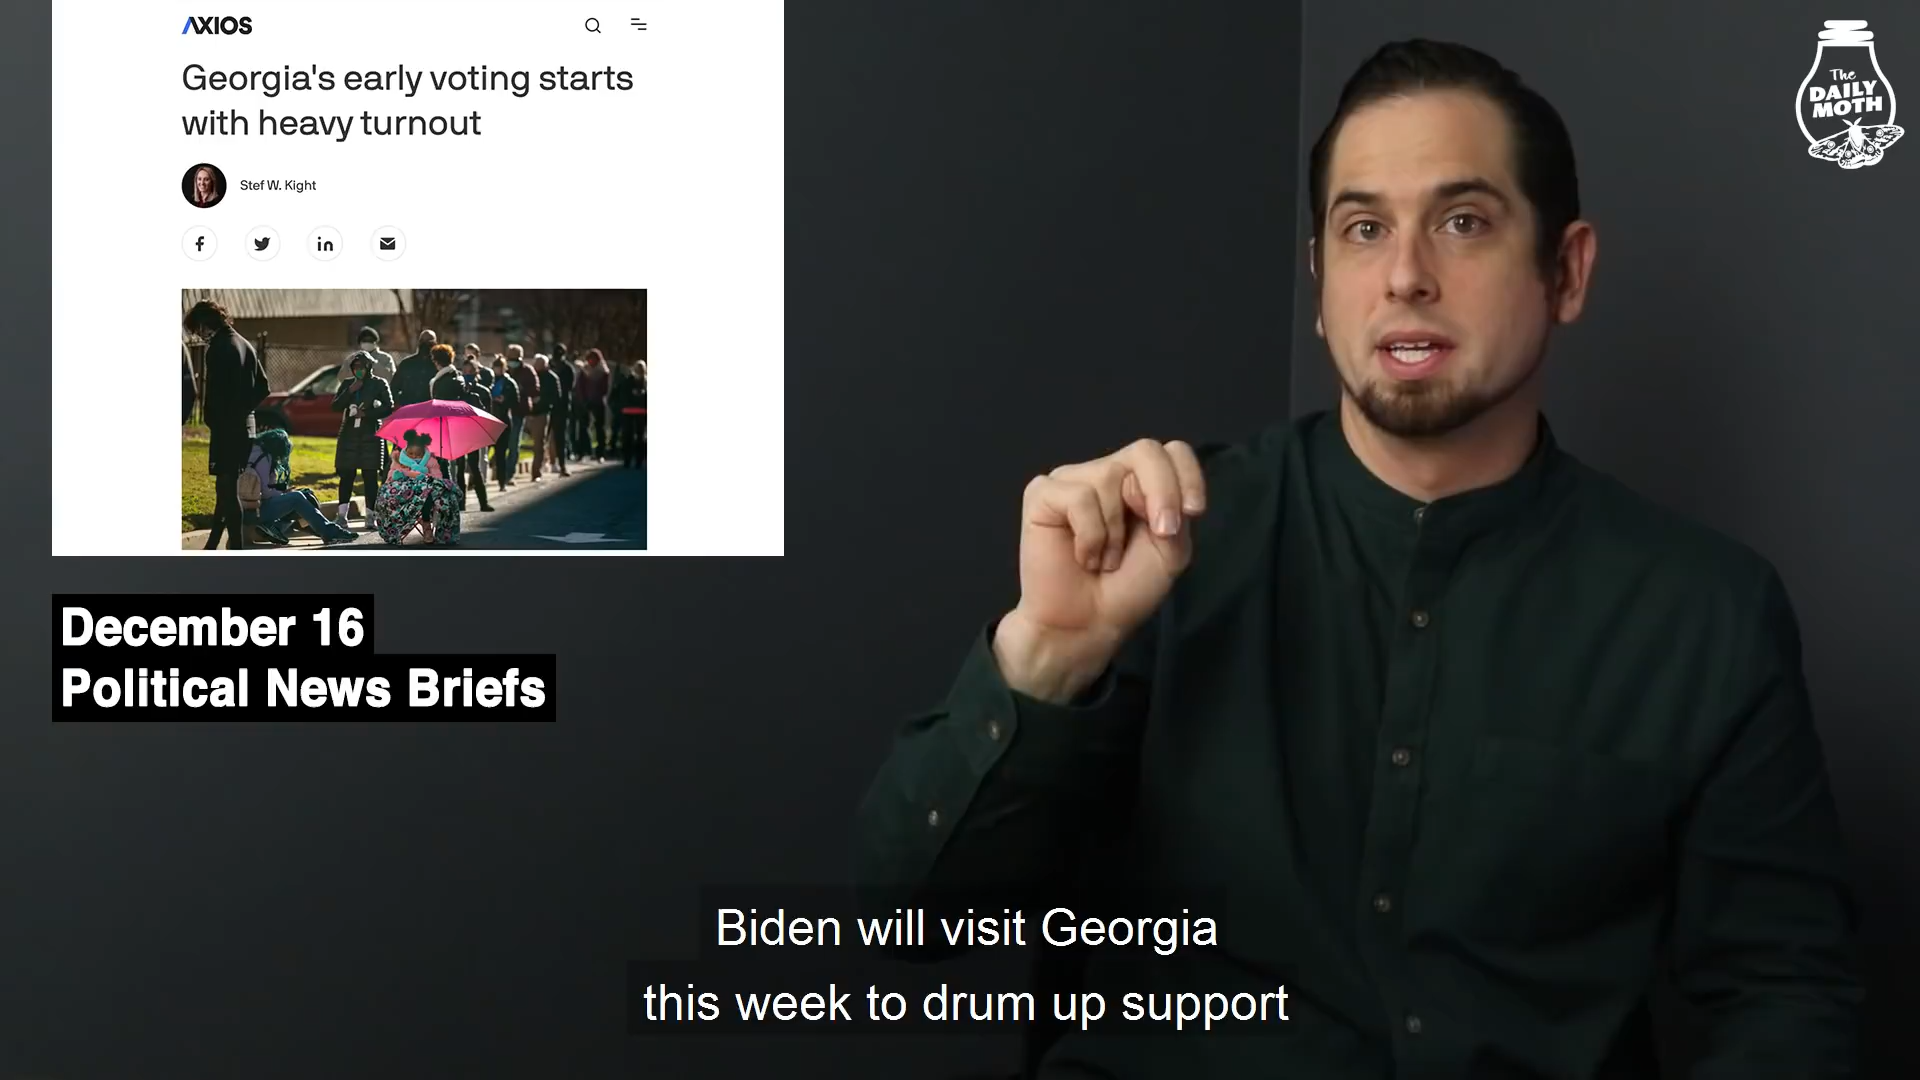 AXIOS
Georgia's early voting starts
with heavy turnout
Stef W. Kight
The
DAILY
MOTH
December 16
Political News Briefs
Biden will visit Georgia
this week to drum up support